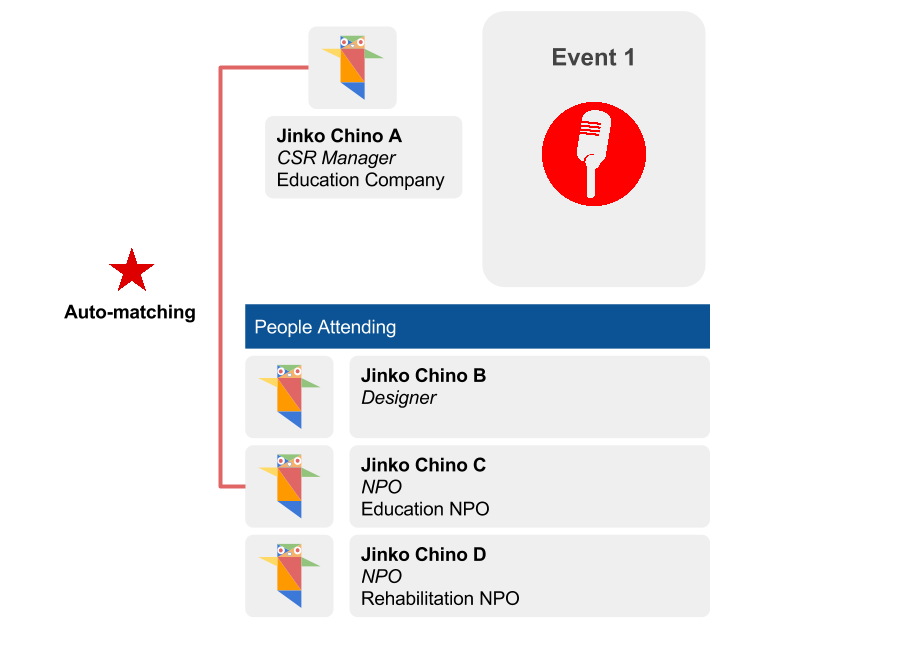 Event 1
Jinko Chino A
CSR Manager
Education Company
Auto-matching
People Attending
Jinko Chino B
Designer
Jinko Chino C
NPO
Education NPO
Jinko Chino D
NPO
Rehabilitation NPO